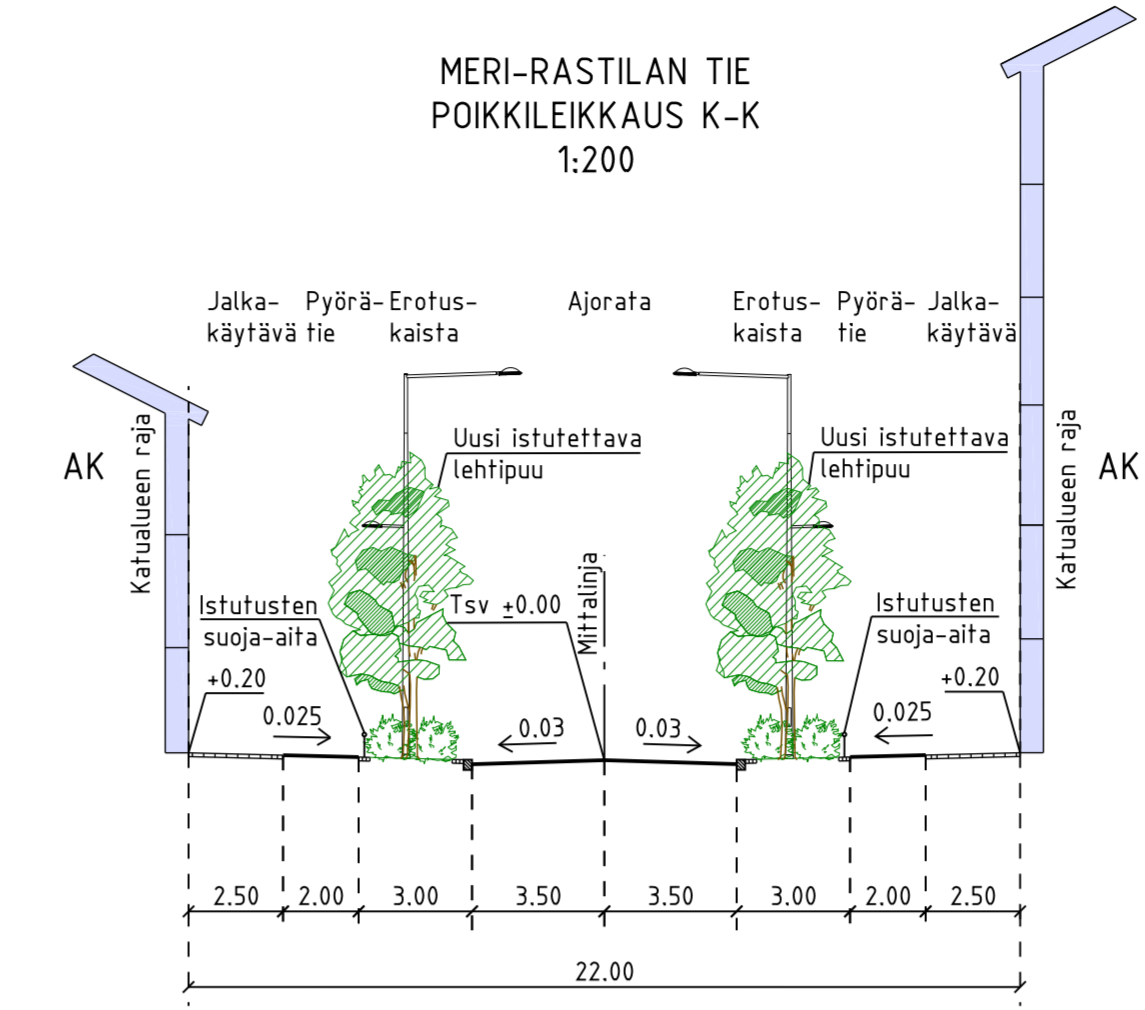 MERI-RASTILAN TIE
POIKKILEIKKAUS K-K
1:200
Jalka-
käytävä
Pyörä-
tie
Erotus-
kaista
Ajorata
Erotus-
kaista
Pyörä-
tie
Jalka-
käytävä
AK
Katualueen raja
Uusi istutettava
lehtipuu
Uusi istutettava
lehtipuu
Katualueen raja
AK
Istutusten
suoja-aita
Tsv ±0.00
Mittalinja
Istutusten
suoja-aita
+0.20
0.025
0.03
0.03
0.025
+0.20
2.50 2.00 3.00 3.50 3.50 3.00 2.00 2.50
22.00